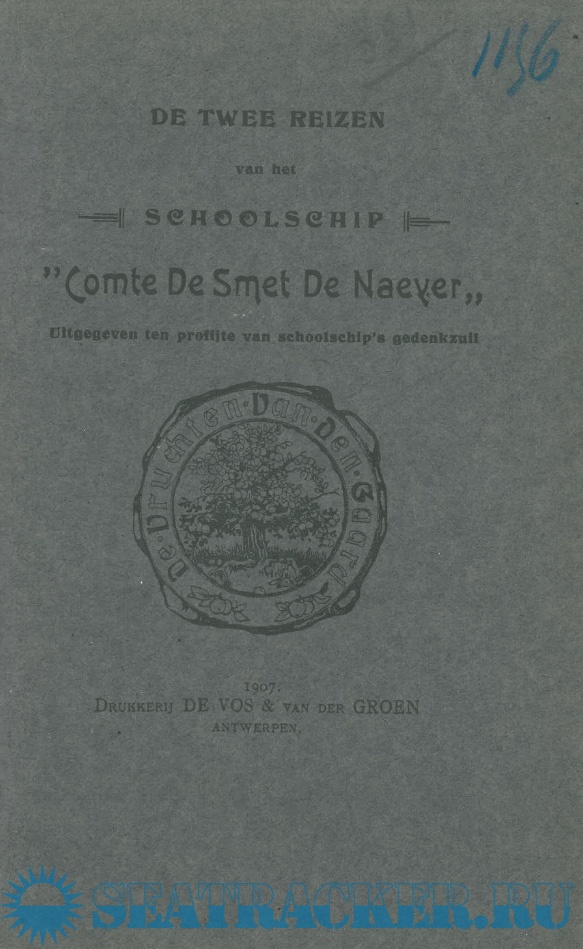 1156
DE TWEE REIZEN
van het
SCHOOLSCHIP
"Comte De Smet De Naeyer„
Uitgegeven ten profijte van schoolschip's gedenkzuil
De Vruchten Van Den Gaard
1907.
DRUKKERIJ DE VOS & VAN DER GROEN
ANTWERPEN.
SEATRACKER.RU